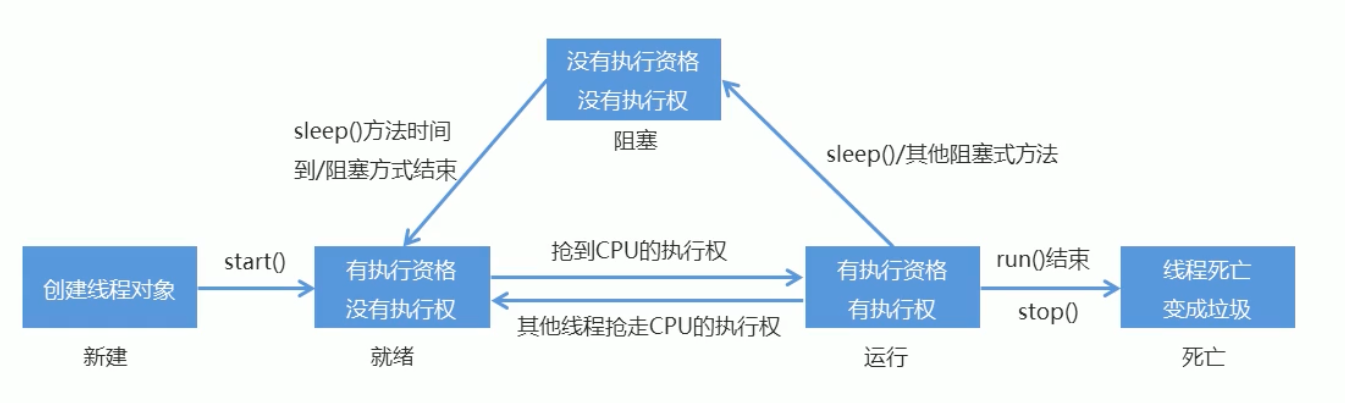 没有执行资格
没有执行权
阻塞
sleep()方法时间
到/阻塞方式结束
sleep()/其他阻塞式方法
创建线程对象
新建
start()
有执行资格
没有执行权
就绪
抢到CPU的执行权
其他线程抢走CPU的执行权
有执行资格
有执行权
运行
run()结束
stop()
线程死亡
变成垃圾
死亡